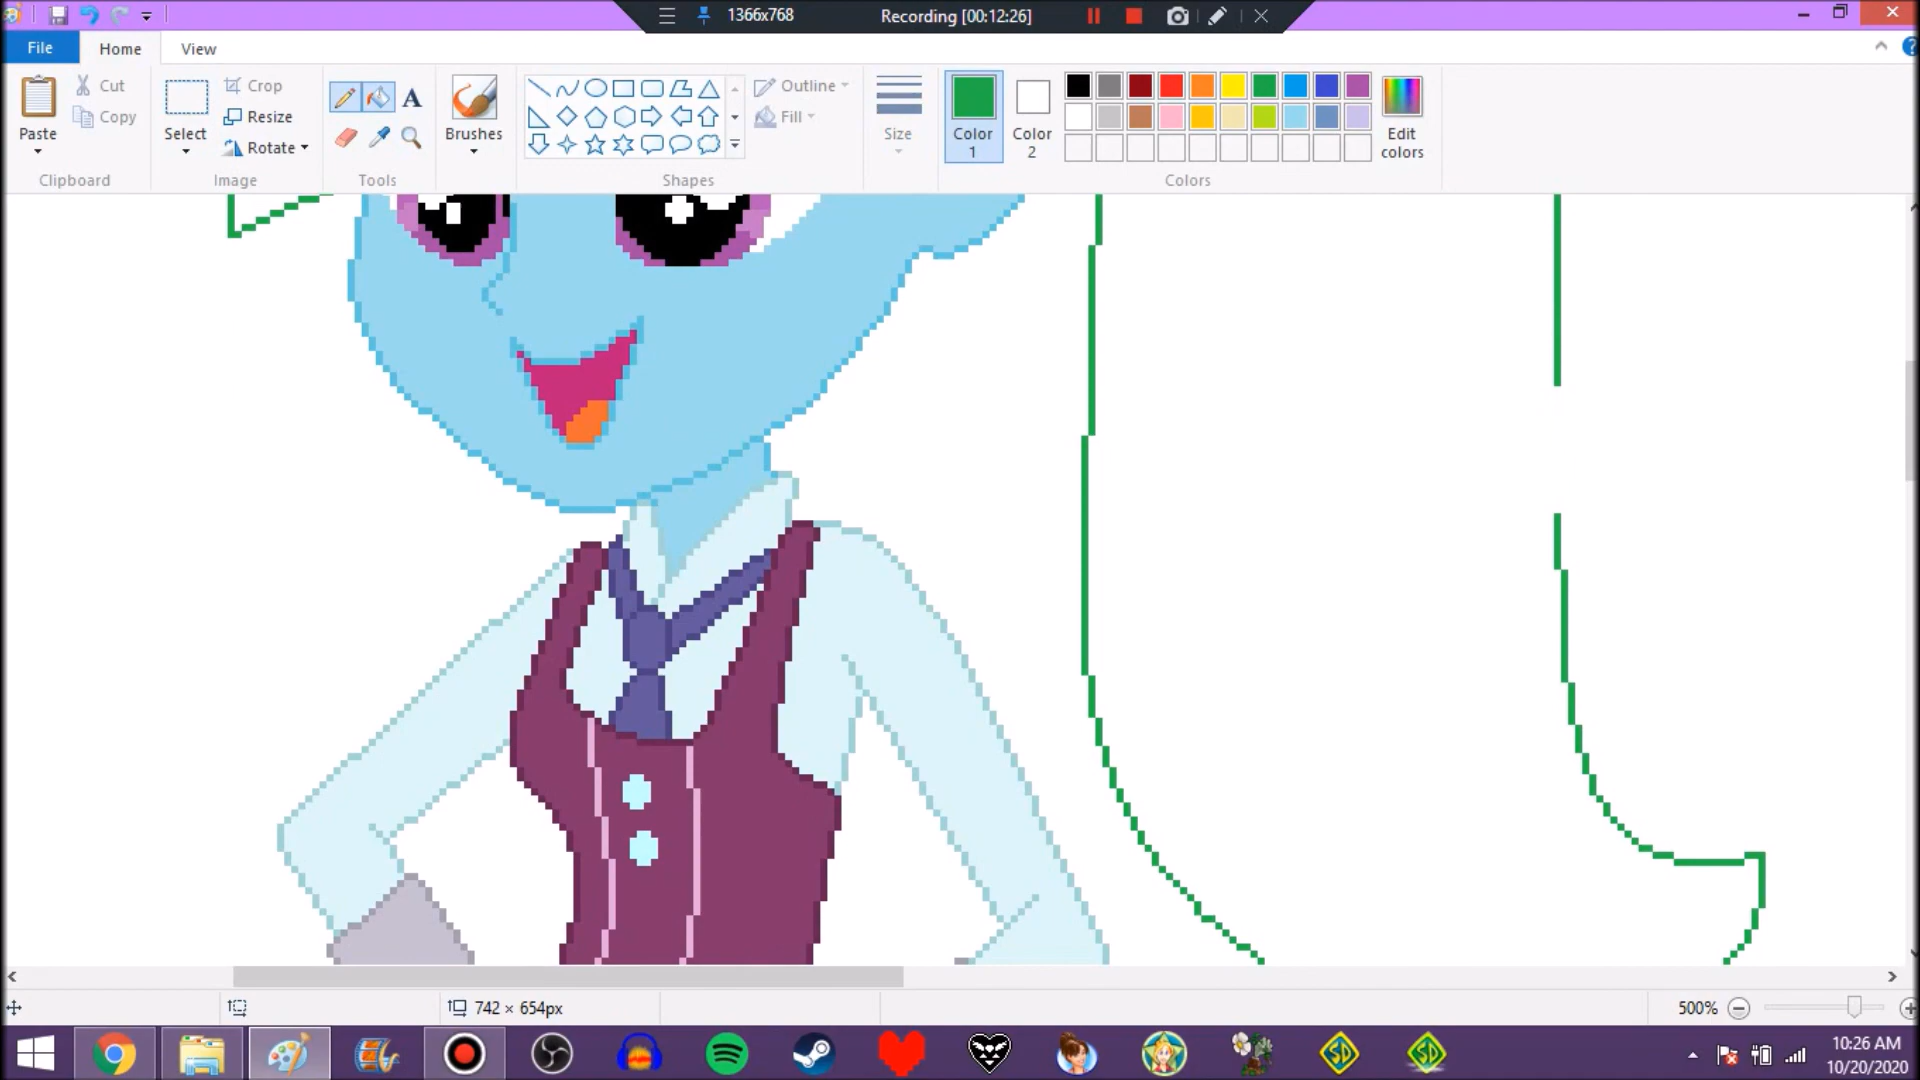 1366x768
Recording [00:12:26]
File
Home
View
Paste
Cut
Copy
Clipboard
Select
Crop
Resize
Rotate
Image
A
Tools
Brushes
Shapes
Outline
Fill
Size
Color
1
Color
2
Colors
Edit
colors
742 × 654px
500%
SD
SD
10:26 AM
10/20/2020